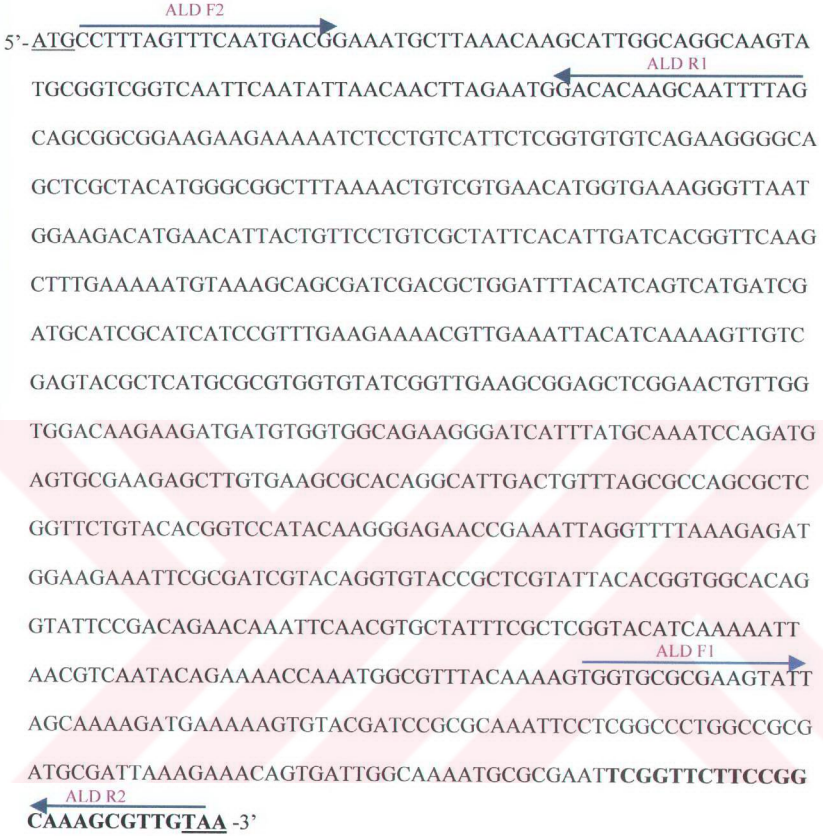 ALD F2
5'-ATGCCTTTAGTTTCAATGACGGAAATGCTTAAACAAGCATTGGCAGGCAAGTA
ALD R1
TGCGGTCGGTCAATTCAATATTAACAACTTAGAATGGACACAAGCAATTTTAG
CAGCGGCGGAAGAAGAAAAATCTCCTGTCATTCTCGGTGTGTCAGAAGGGGCA
GCTCGCTACATGGGCGGCTTTAAAACTGTCGTGAACATGGTGAAAGGGTTAAT
GGAAGACATGAACATTACTGTTCCTGTCGCTATTCACATTGATCACGGTTCAAG
CTTTGAAAAATGTAAAGCAGCGATCGACGCTGGATTTACATCAGTCATGATCG
ATGCATCGCATCATCCGTTTGAAGAAAACGTTGAAATTACATCAAAAGTTGTC
GAGTACGCTCATGCGCGTGGTGTATCGGTTGAAGCGGAGCTCGGAACTGTTGG
TGGACAAGAAGATGATGTGGTGGCAGAAGGGATCATTTATGCAAATCCAGATG
AGTGCGAAGAGCTTGTGAAGCGCACAGGCATTGACTGTTTAGCGCCAGCGCTC
GGTTCTGTACACGGTCCATACAAGGGAGAACCGAAATTAGGTTTTAAAGAGAT
GGAAGAAATTCGCGATCGTACAGGTGTACCGCTCGTATTACACGGTGGCACAG
GTATTCCGACAGAACAAATTCAACGTGCTATTTCGCTCGGTACATCAAAAATT
ALD F1
AACGTCAATACAGAAAACCAAATGGCGTTTACAAAAGTGGTGCGCGAAGTATT
AGCAAAAGATGAAAAAGTGTACGATCCGCGCAAATTCCTCGGCCCTGGCCGCG
ATGCGATTAAAGAAACAGTGATTGGCAAAATGCGCGAATTCGGTTCTTCCGG
ALD R2
CAAAGCGTTGTAA -3'